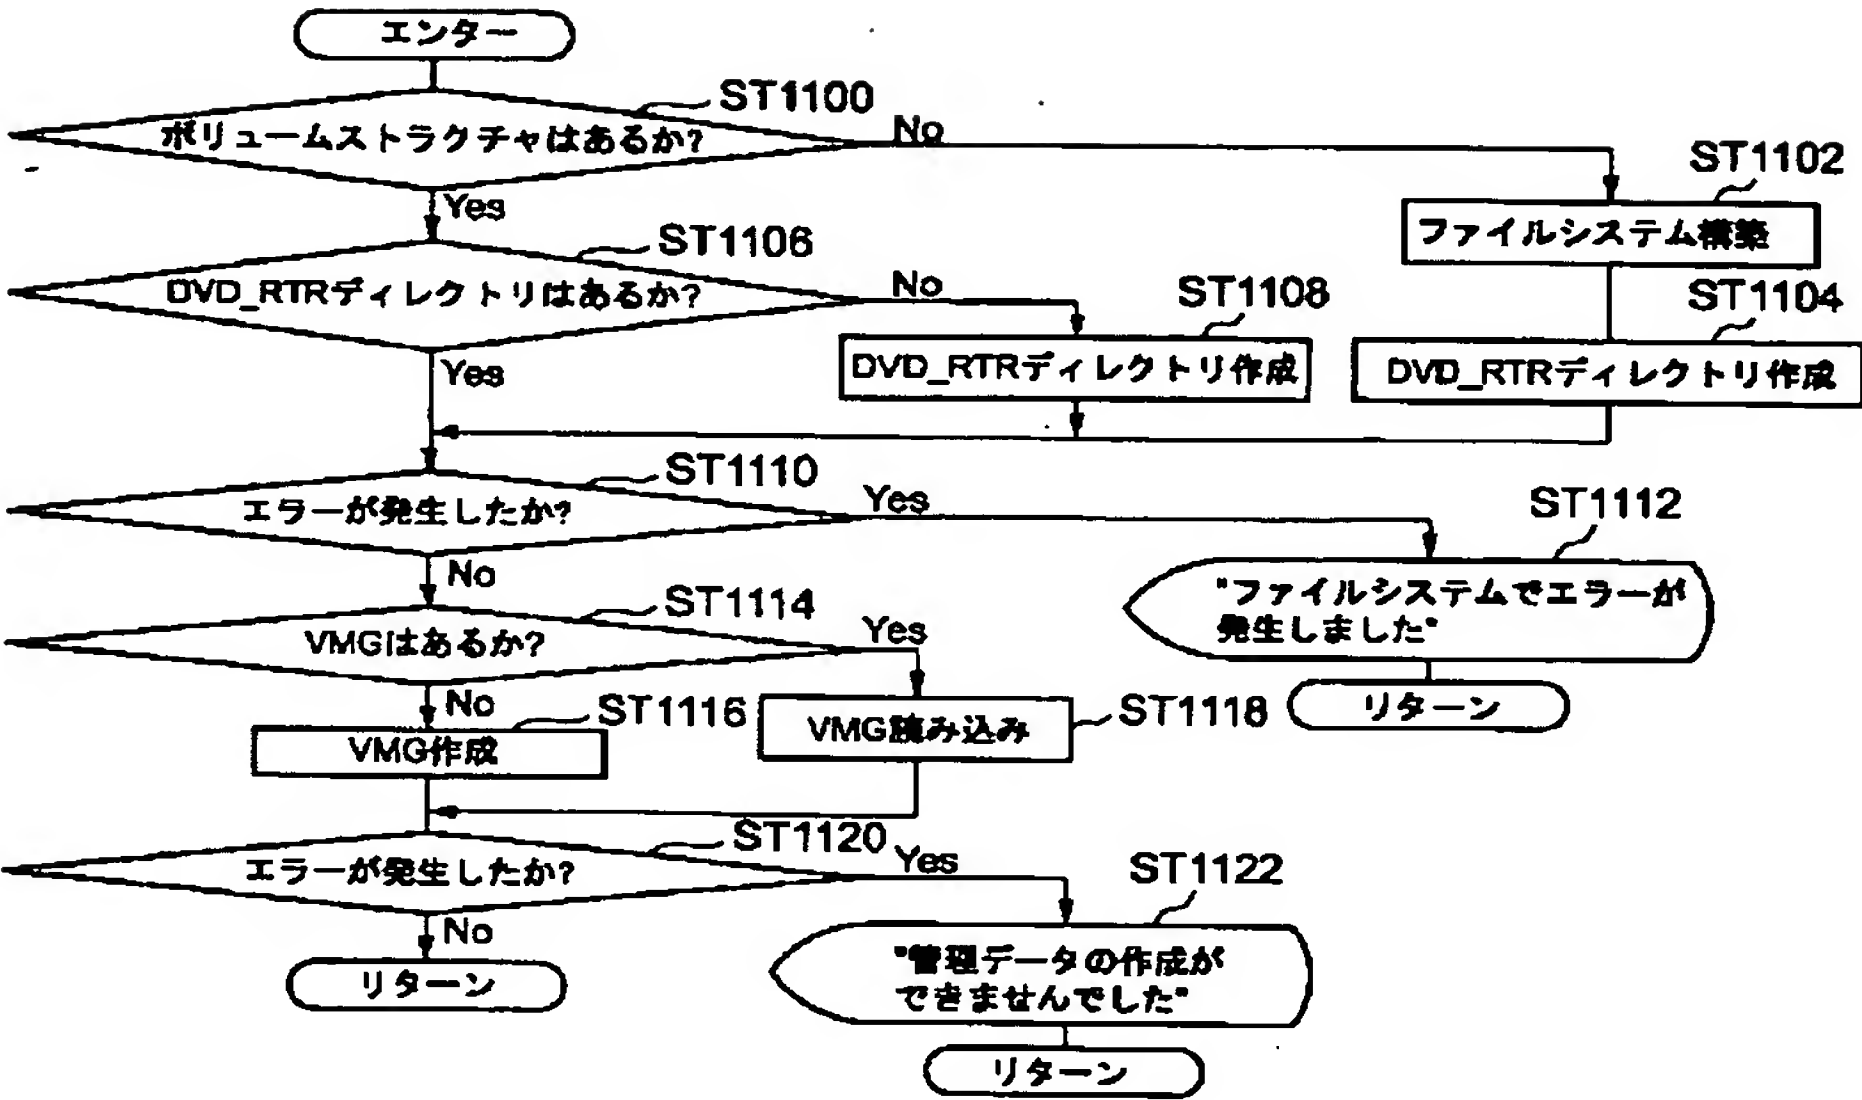 エンター
ST1100
ボリュームストラクチャはあるか?
No
ST1102
Yes
ファイルシステム構築
ST1106
DVD_RTRディレクトリはあるか?
No
ST1108
ST1104
DVD_RTRディレクトリ作成
DVD_RTRディレクトリ作成
Yes
ST1110
エラーが発生したか?
Yes
ST1112
No
"ファイルシステムでエラーが
発生しました"
ST1114
VMGはあるか?
Yes
リターン
No
ST1116
VMG作成
VMG読み込み
ST1118
ST1120
エラーが発生したか?
Yes
ST1122
No
"管理データの作成が
できませんでした"
リターン
リターン